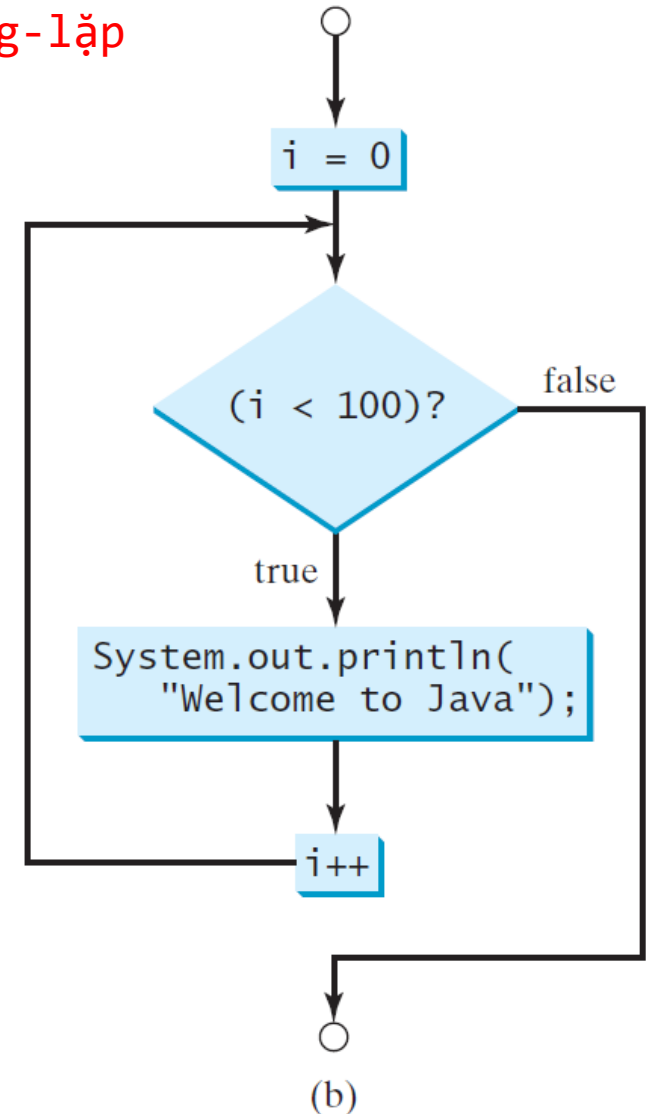 g-lặp
i = 0
(i < 100)?
false
true
System.out.println(
"Welcome to Java");
i++
(b)